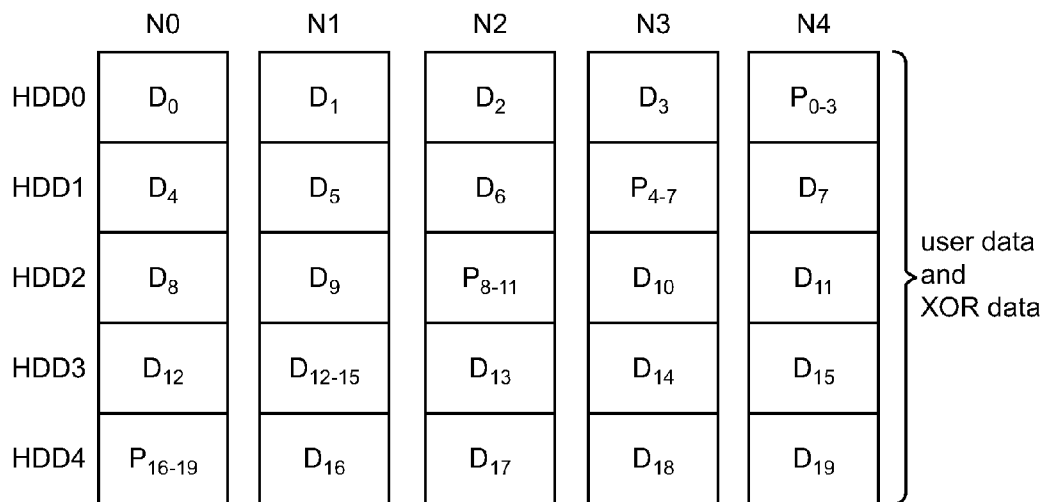 N0 N1 N2 N3 N4
HDD0 D0 D1 D2 D3 P0-3
HDD1 D4 D5 D6 P4-7 D7
HDD2 D8 D9 P8-11 D10 D11
HDD3 D12 D12-15 D13 D14 D15
HDD4 P16-19 D16 D17 D18 D19
user data
and
XOR data